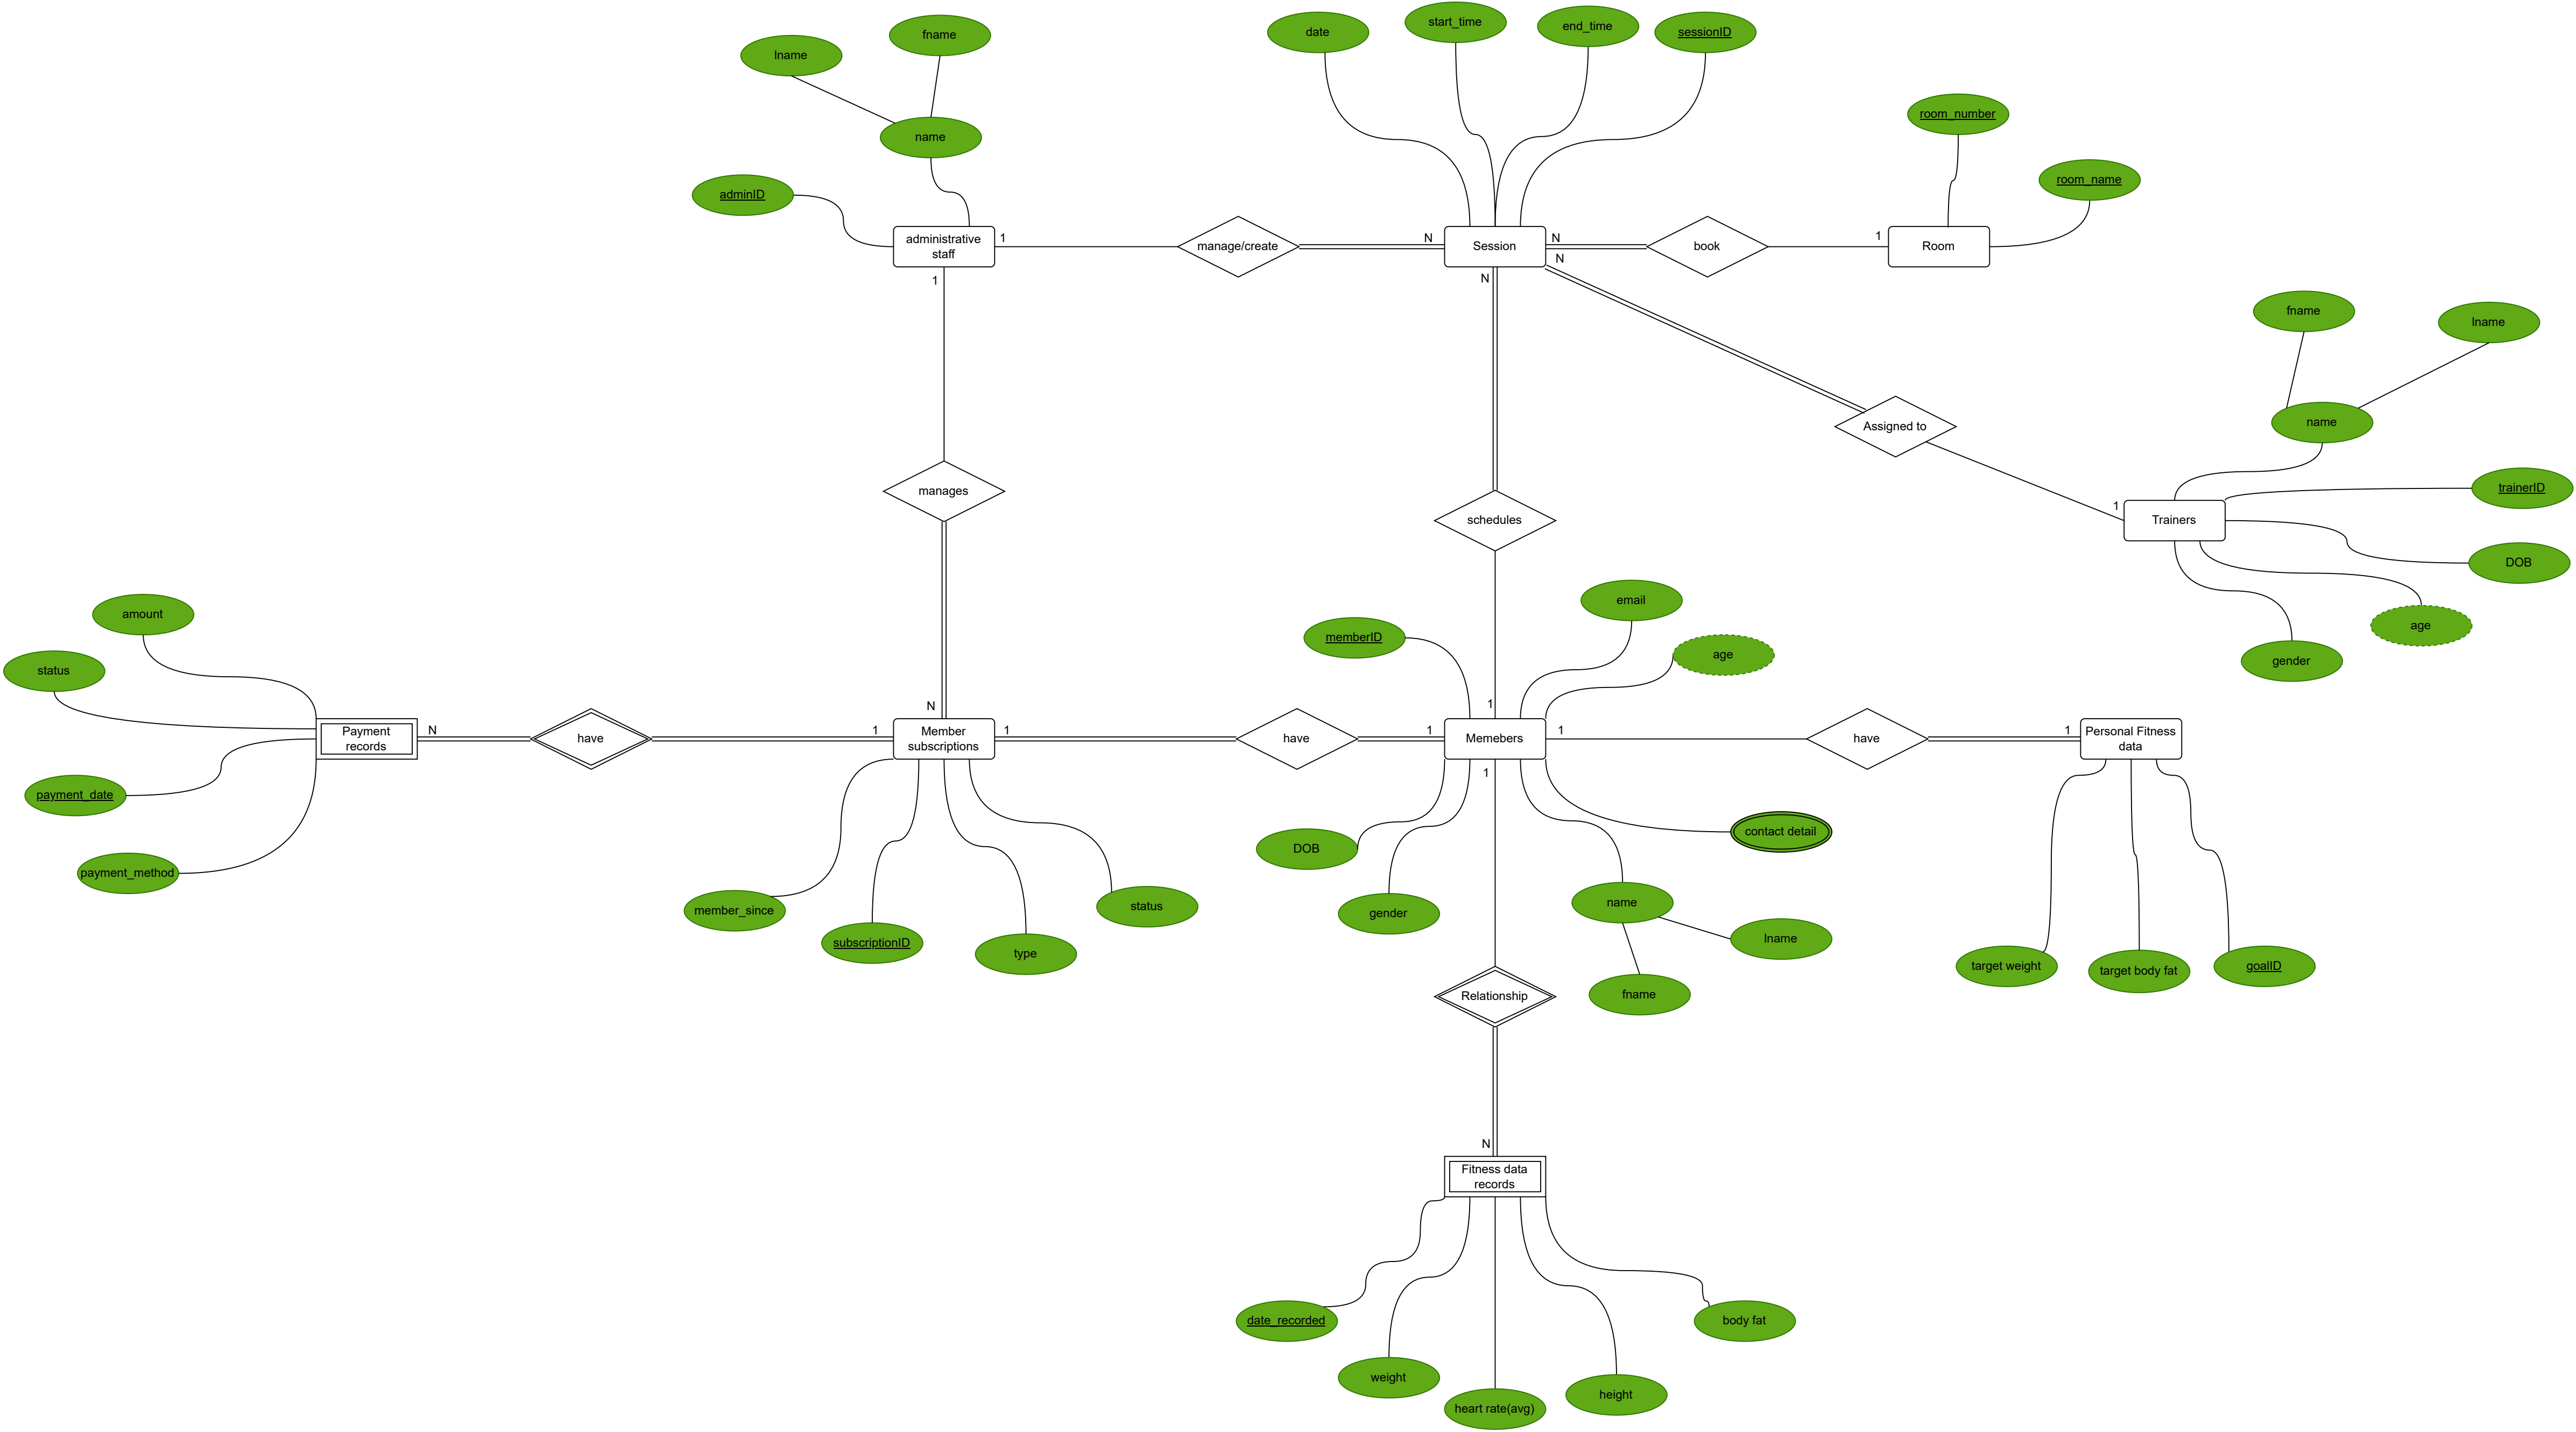 start_time
end_time
date
sessionID
fname
lname
room_number
name
room_name
adminID
1
N
N
1
administrative
staff
manage/create
Session
book
Room
N
1
N
fname
lname
name
Assigned to
trainerID
manages
1
schedules
Trainers
DOB
email
amount
age
memberID
age
status
gender
N
1
N
1
1
1
1
1
Payment
records
have
Member
subscriptions
have
Memebers
have
Personal Fitness
data
1
payment_date
contact detail
DOB
payment_method
name
status
member_since
gender
lname
subscriptionID
type
target weight
target body fat
goalID
fname
Relationship
N
Fitness data
records
date_recorded
body fat
weight
height
heart rate(avg)